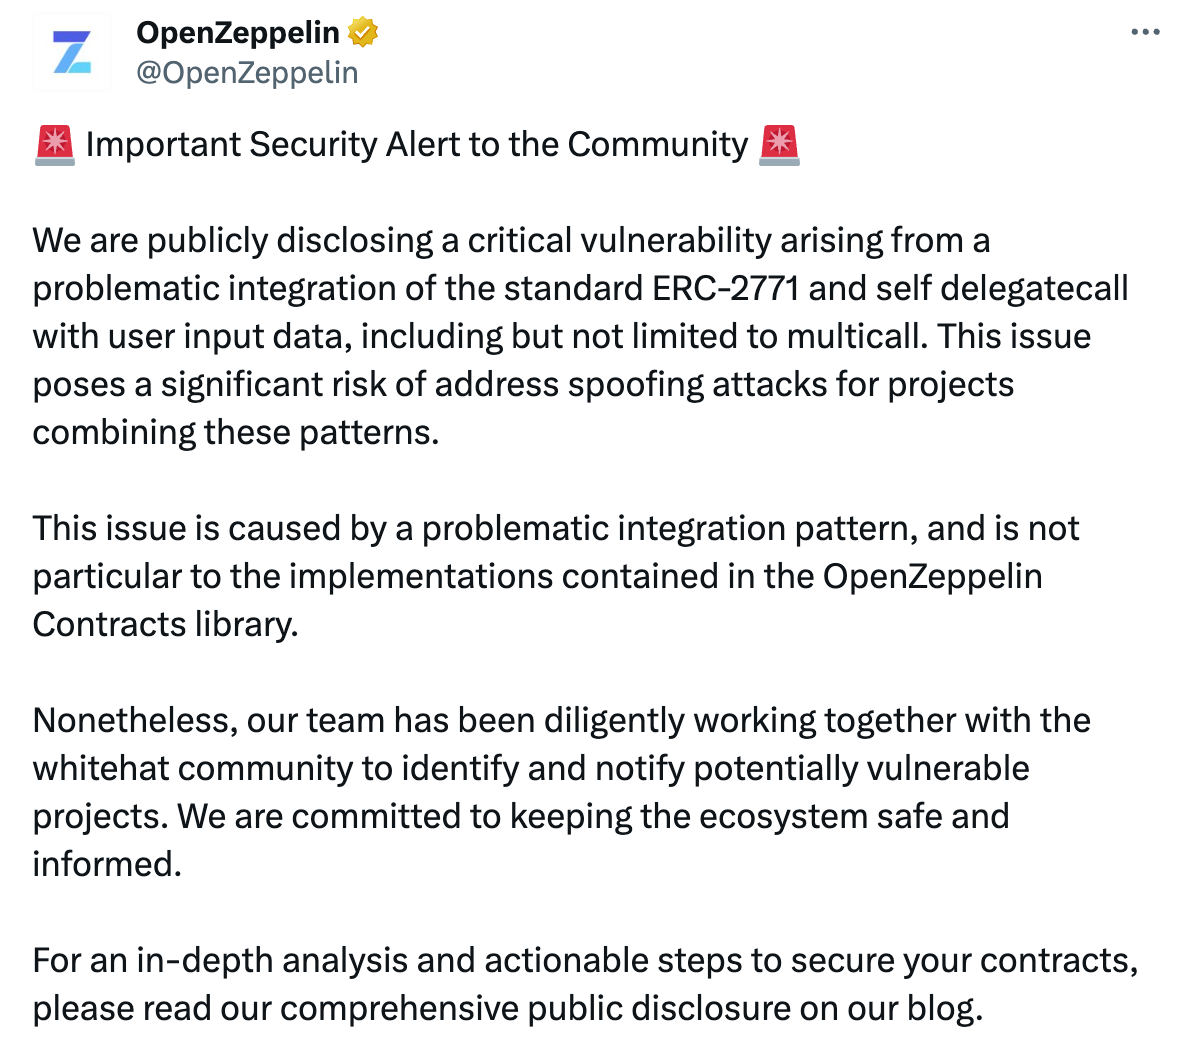 OpenZeppelin
@OpenZeppelin
🚨 Important Security Alert to the Community 🚨
We are publicly disclosing a critical vulnerability arising from a
problematic integration of the standard ERC-2771 and self delegatecall
with user input data, including but not limited to multicall. This issue
poses a significant risk of address spoofing attacks for projects
combining these patterns.
This issue is caused by a problematic integration pattern, and is not
particular to the implementations contained in the OpenZeppelin
Contracts library.
Nonetheless, our team has been diligently working together with the
whitehat community to identify and notify potentially vulnerable
projects. We are committed to keeping the ecosystem safe and
informed.
For an in-depth analysis and actionable steps to secure your contracts,
please read our comprehensive public disclosure on our blog.